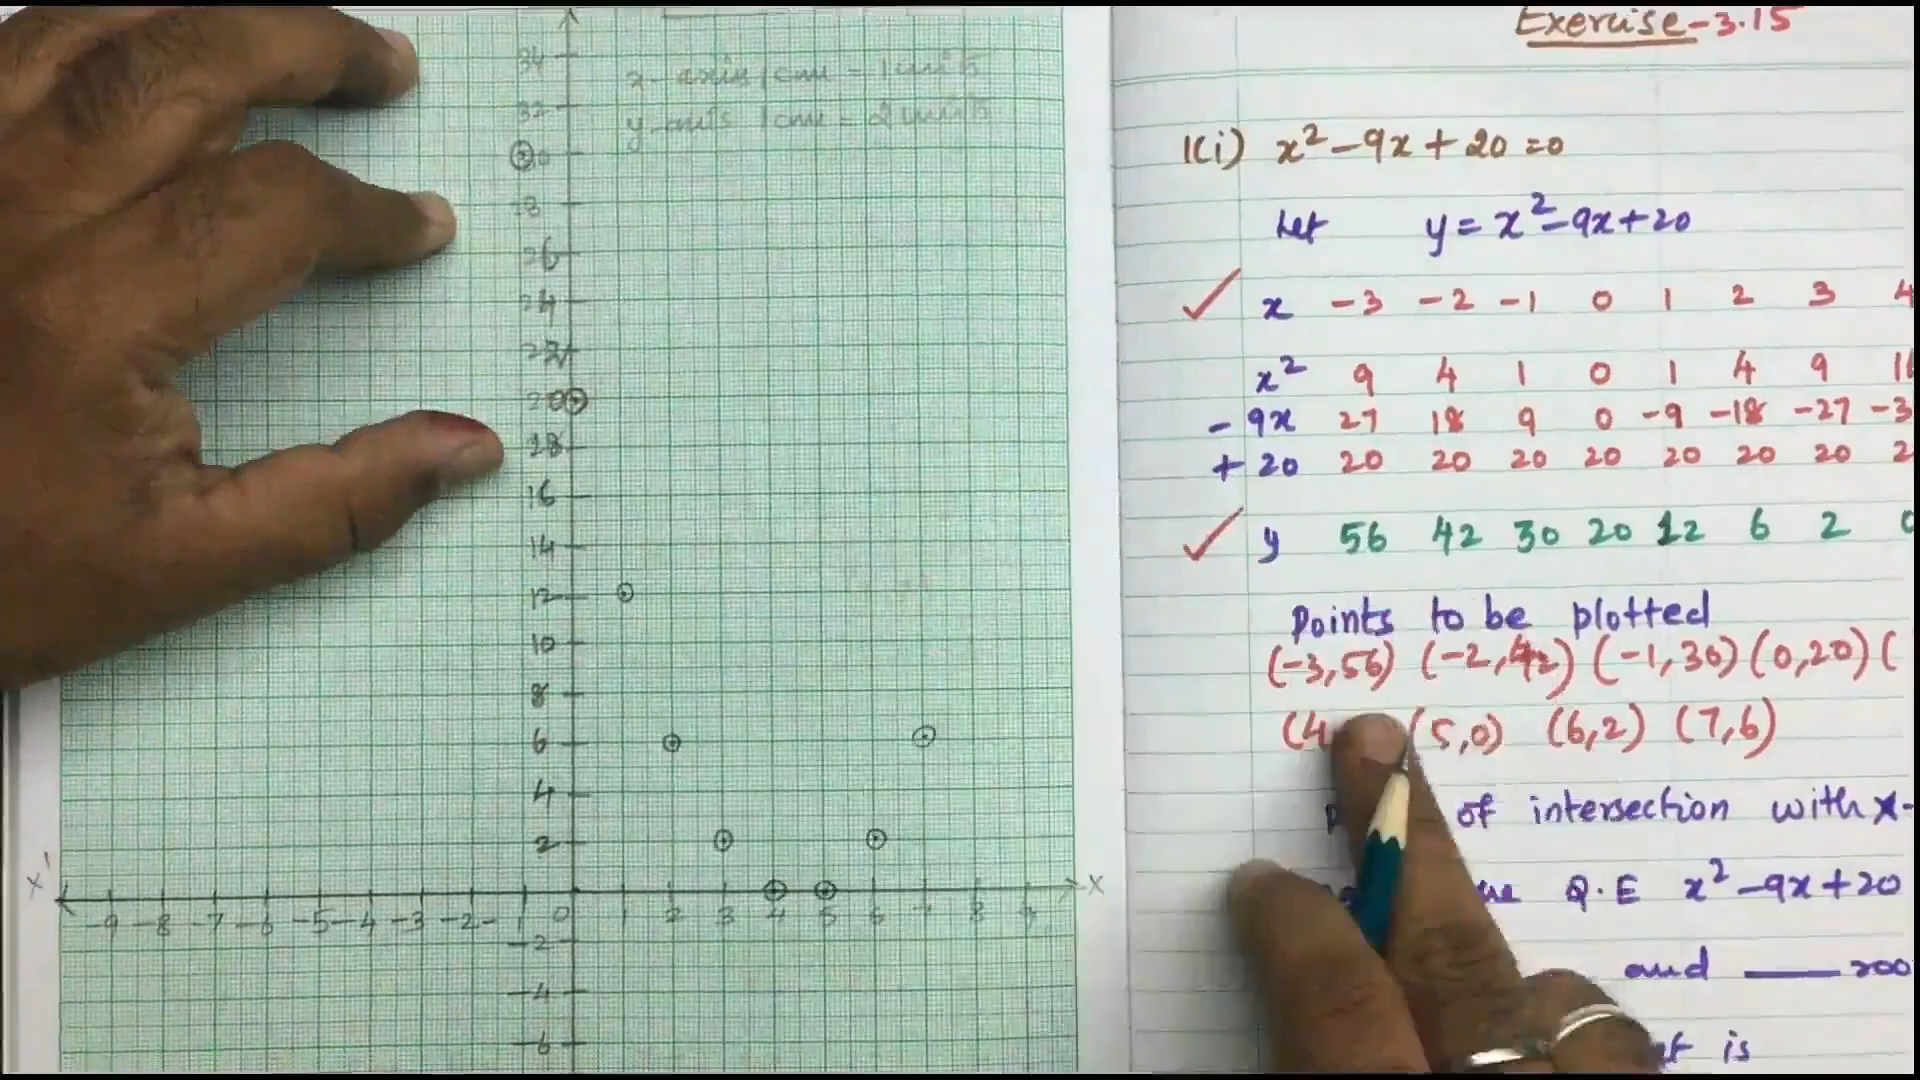 34
x-axis 1cm = 1 units
32
y-axis 1cm = 2 units
26
24
22
20
18
16
14
12
10
8
6
4
2
X' X
-9 -8 -7 -6 -5 -4 -3 -2 -1 0 1 2 3 4 5 6 7 8 9
-2
-4
-6
Exercise-3.15
1(i) x²-9x+20=0
Let y=x²-9x+20
x -3 -2 -1 0 1 2 3 4
x² 9 4 1 0 1 4 9
-9x 27 18 9 0 -9 -18 -27
+20 20 20 20 20 20 20 20
y 56 42 30 20 12 6 2
Points to be plotted
(-3,56) (-2,42) (-1,30) (0,20) (
(4 (5,0) (6,2) (7,6)
of intersection with x-
Q.E x²-9x+20
and ___ roo
is